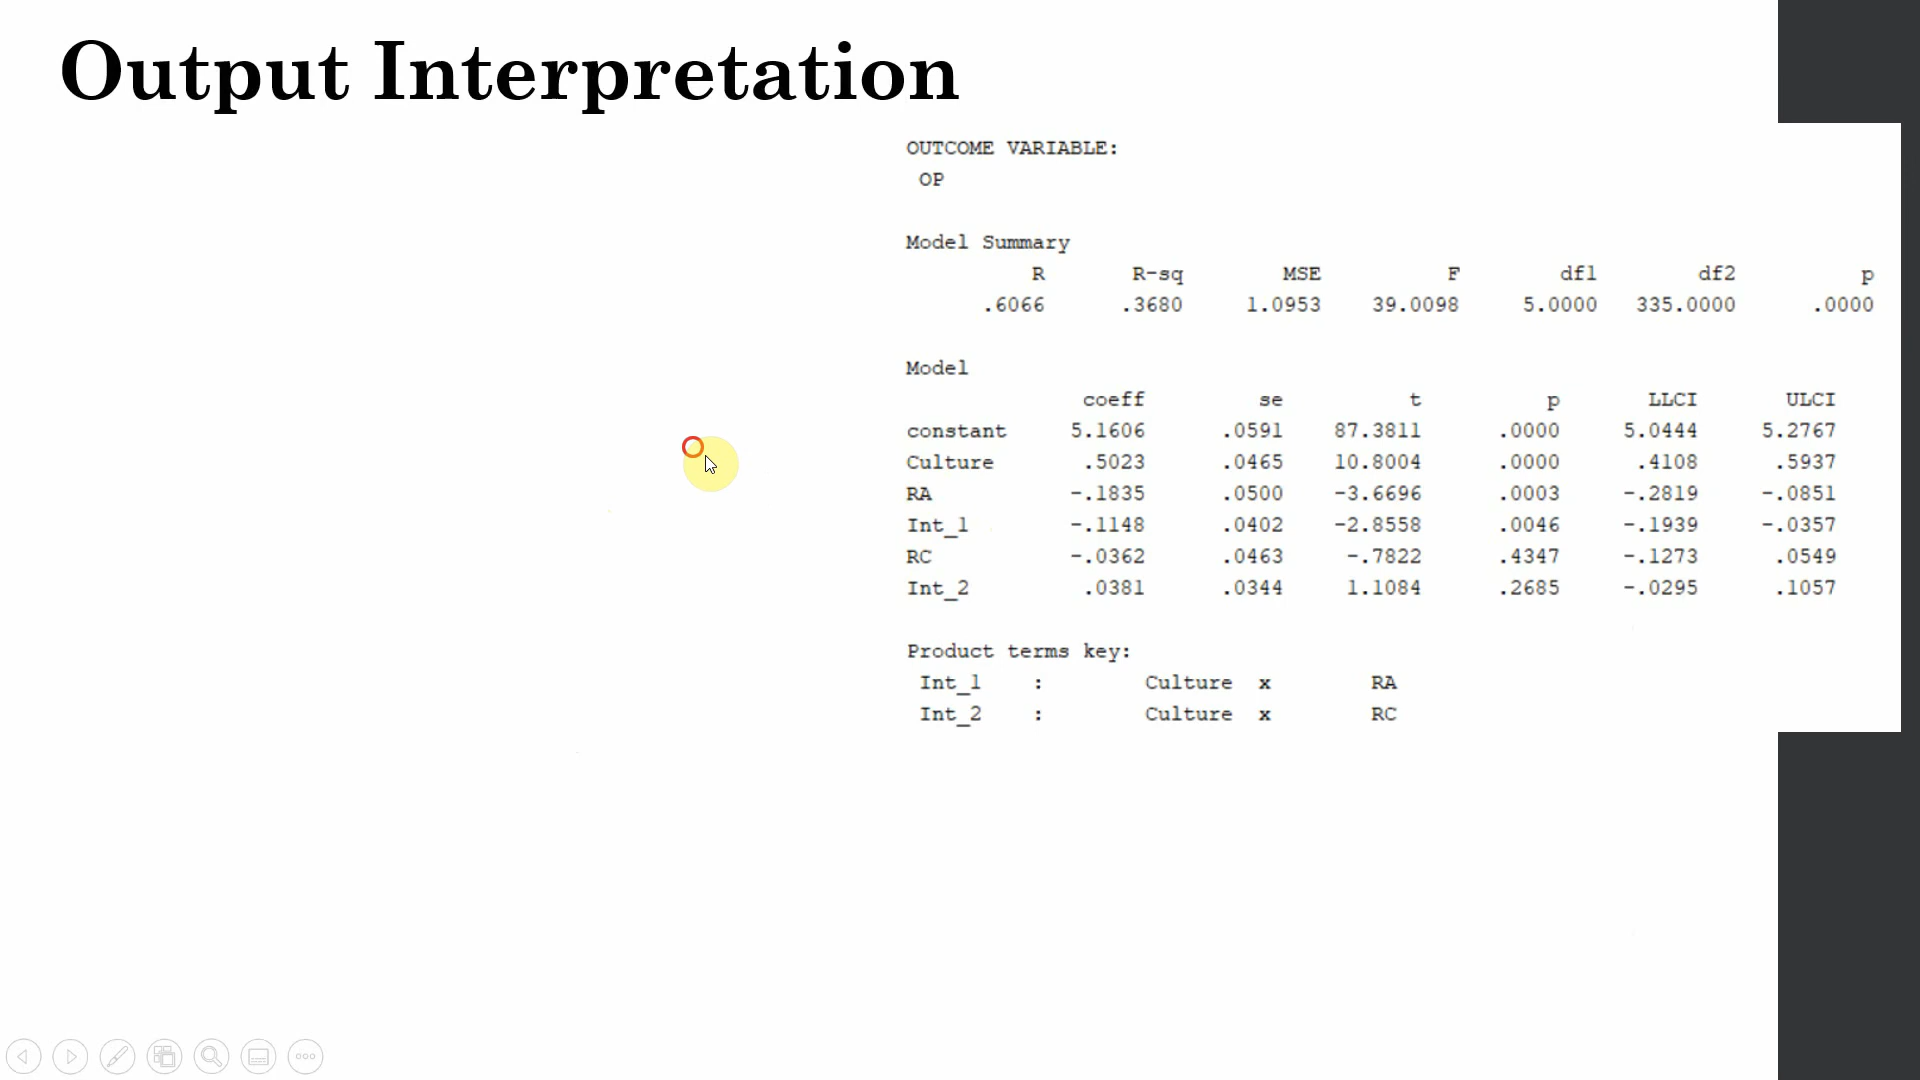 Output Interpretation
OUTCOME VARIABLE:
OP
Model Summary
R R-sq MSE F df1 df2 p
.6066 .3680 1.0953 39.0098 5.0000 335.0000 .0000
Model
coeff se t p LLCI ULCI
constant 5.1606 .0591 87.3811 .0000 5.0444 5.2767
Culture .5023 .0465 10.8004 .0000 .4108 .5937
RA -.1835 .0500 -3.6696 .0003 -.2819 -.0851
Int_1 -.1148 .0402 -2.8558 .0046 -.1939 -.0357
RC -.0362 .0463 -.7822 .4347 -.1273 .0549
Int_2 .0381 .0344 1.1084 .2685 -.0295 .1057
Product terms key:
Int_1 : Culture x RA
Int_2 : Culture x RC